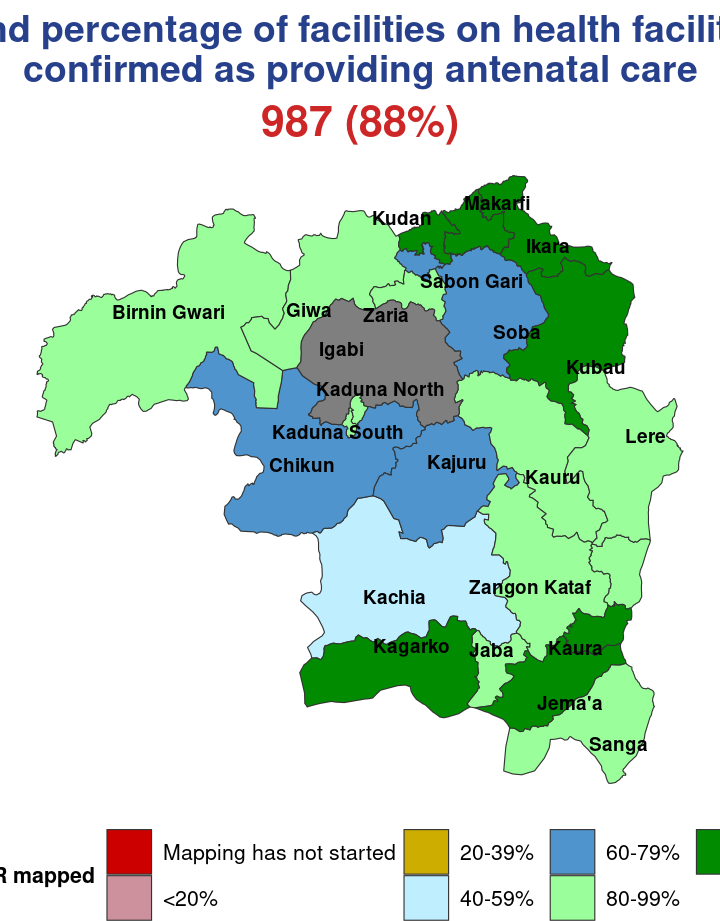 nd percentage of facilities on health facilit
confirmed as providing antenatal care
987 (88%)
Makarfi
Kudan
Ikara
Sabon Gari
Birnin Gwari
Giwa
Zaria
Soba
Igabi
Kubau
Kaduna North
Kaduna South
Lere
Chikun
Kajuru
Kauru
Kachia
Zangon Kataf
Kagarko
Jaba
Kaura
Jema'a
Sanga
R mapped
Mapping has not started
20-39%
60-79%
<20%
40-59%
80-99%